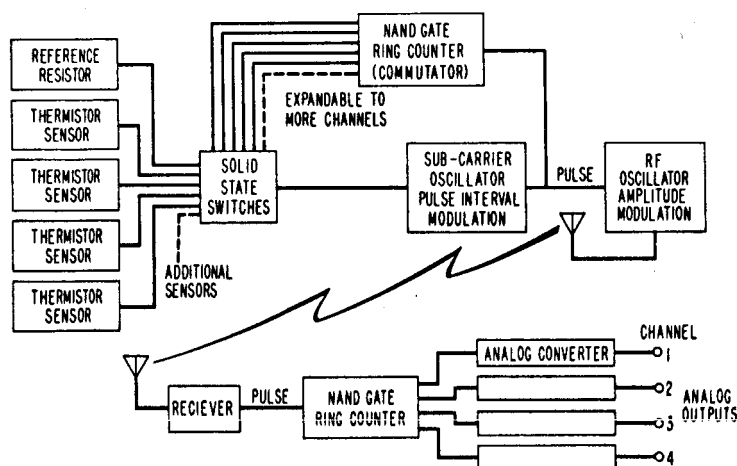 REFERENCE
RESISTOR
THERMISTOR
SENSOR
THERMISTOR
SENSOR
THERMISTOR
SENSOR
THERMISTOR
SENSOR
ADDITIONAL
SENSORS
SOLID
STATE
SWITCHES
EXPANDABLE TO
MORE CHANNELS
NAND GATE
RING COUNTER
(COMMUTATOR)
SUB-CARRIER
OSCILLATOR
PULSE INTERVAL
MODULATION
PULSE
RF
OSCILLATOR
AMPLITUDE
MODULATION
RECIEVER
PULSE
NAND GATE
RING COUNTER
ANALOG CONVERTER
CHANNEL
1
2
3
4
ANALOG
OUTPUTS